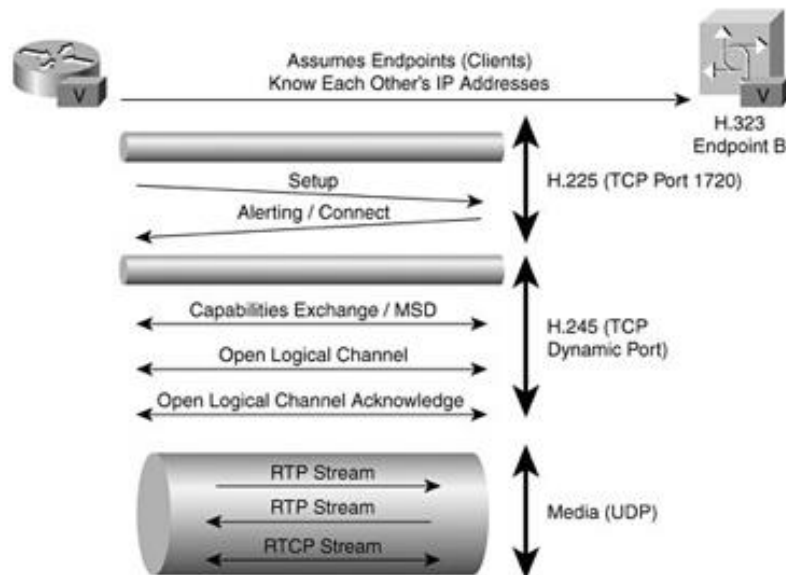 Assumes Endpoints (Clients)
Know Each Other's IP Addresses
V
V
H.323
Endpoint B
Setup
H.225 (TCP Port 1720)
Alerting / Connect
Capabilities Exchange / MSD
H.245 (TCP
Dynamic Port)
Open Logical Channel
Open Logical Channel Acknowledge
RTP Stream
RTP Stream
Media (UDP)
RTCP Stream